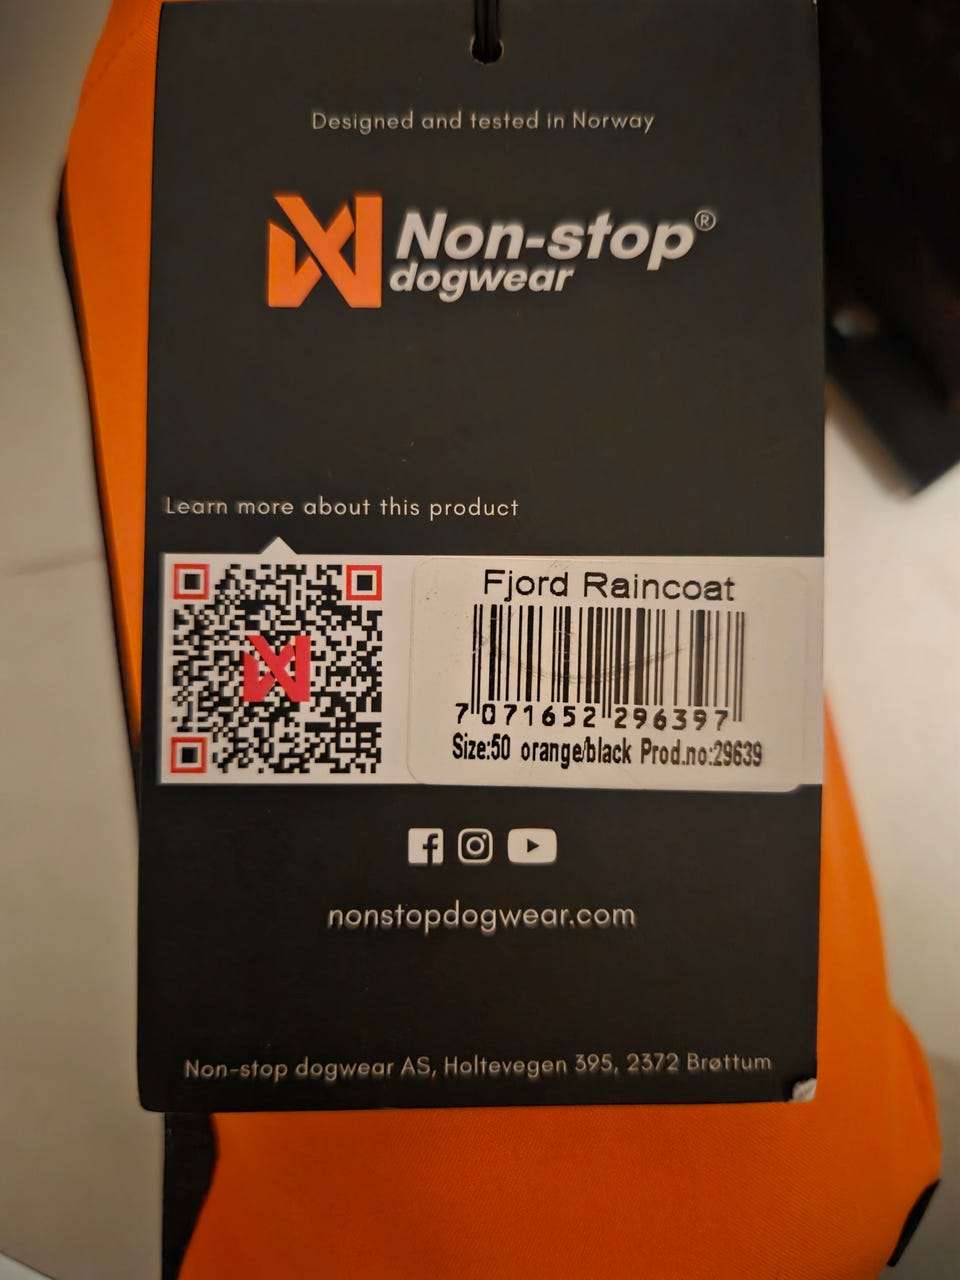 Designed and tested in Norway
Non-stop®
dogwear
Learn more about this product
Fjord Raincoat
7 071652 296397
Size:50 orange/black Prod.no:29639
nonstopdogwear.com
Non-stop dogwear AS, Holtevegen 395, 2372 Brøttum